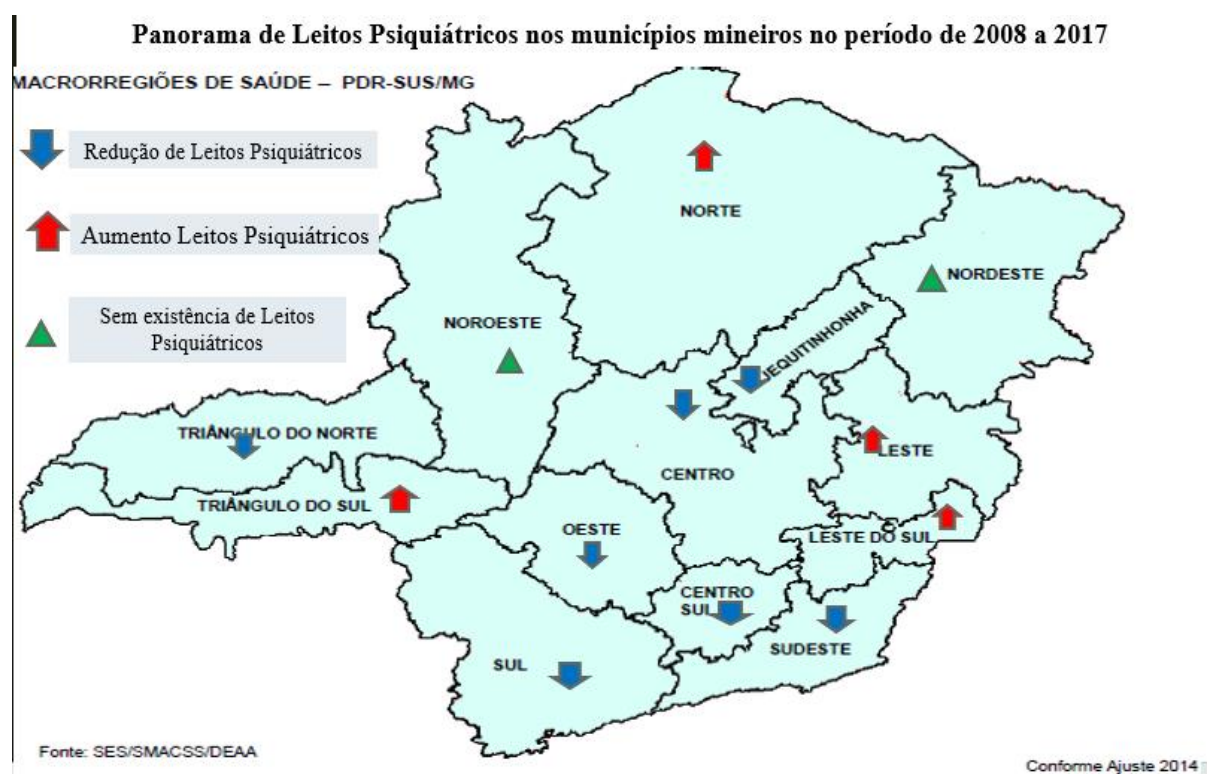 Panorama de Leitos Psiquiátricos nos municípios mineiros no período de 2008 a 2017
MACRORREGIÕES DE SAÚDE – PDR-SUS/MG
Redução de Leitos Psiquiátricos
Aumento Leitos Psiquiátricos
Sem existência de Leitos
Psiquiátricos
NORTE
NORDESTE
NOROESTE
JEQUITINHONHA
TRIÂNGULO DO NORTE
LESTE
CENTRO
TRIÂNGULO DO SUL
OESTE
LESTE DO SUL
CENTRO
SUL
SUDESTE
SUL
Fonte: SES/SMACSS/DEAA
Conforme Ajuste 2014